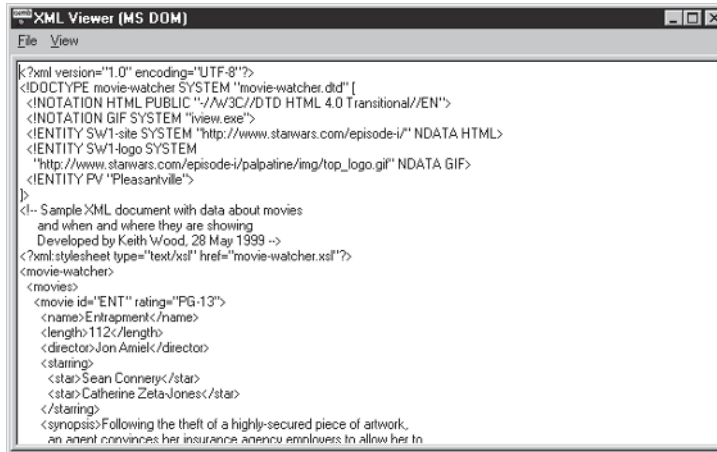 XML Viewer (MS DOM)
File View
<?xml version="1.0" encoding="UTF-8"?>
<!DOCTYPE movie-watcher SYSTEM "movie-watcher.dtd" [
<!NOTATION HTML PUBLIC "-//W3C//DTD HTML 4.0 Transitional//EN">
<!NOTATION GIF SYSTEM "iview.exe">
<!ENTITY SW1-site SYSTEM "http://www.starwars.com/episode-i/" NDATA HTML>
<!ENTITY SW1-logo SYSTEM
"http://www.starwars.com/episode-i/palpatine/img/top_logo.gif" NDATA GIF>
<!ENTITY PV "Pleasantville">
]>
<!-- Sample XML document with data about movies
and when and where they are showing
Developed by Keith Wood, 28 May 1999 -->
<?xml:stylesheet type="text/xsl" href="movie-watcher.xsl"?>
<movie-watcher>
<movies>
<movie id="ENT" rating="PG-13">
<name>Entrapment</name>
<length>112</length>
<director>Jon Amiel</director>
<starring>
<star>Sean Connery</star>
<star>Catherine Zeta-Jones</star>
</starring>
<synopsis>Following the theft of a highly-secured piece of artwork,
an agent convinces her insurance agency employers to allow her to